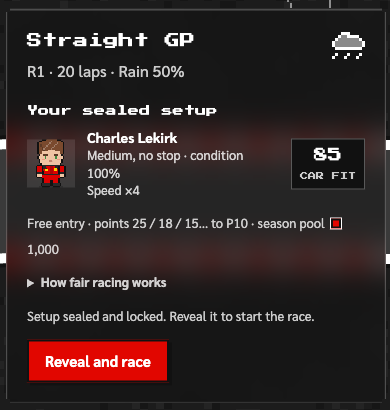 Straight GP
R1 · 20 laps · Rain 50%
Your sealed setup
Charles Lekirk
Medium, no stop · condition
100%
Speed x4
85
CAR FIT
Free entry · points 25 / 18 / 15... to P10 · season pool
1,000
▶ How fair racing works
Setup sealed and locked. Reveal it to start the race.
Reveal and race